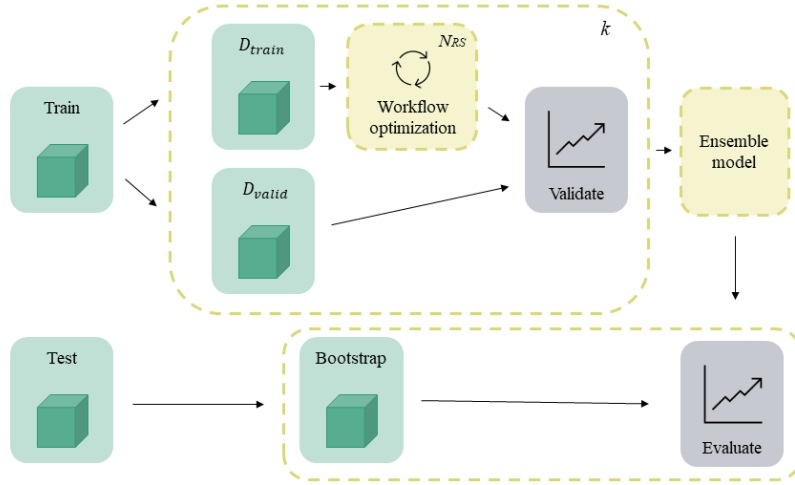 k
D_train
N_RS
Train
Workflow
optimization
Ensemble
model
D_valid
Validate
Test
Bootstrap
Evaluate